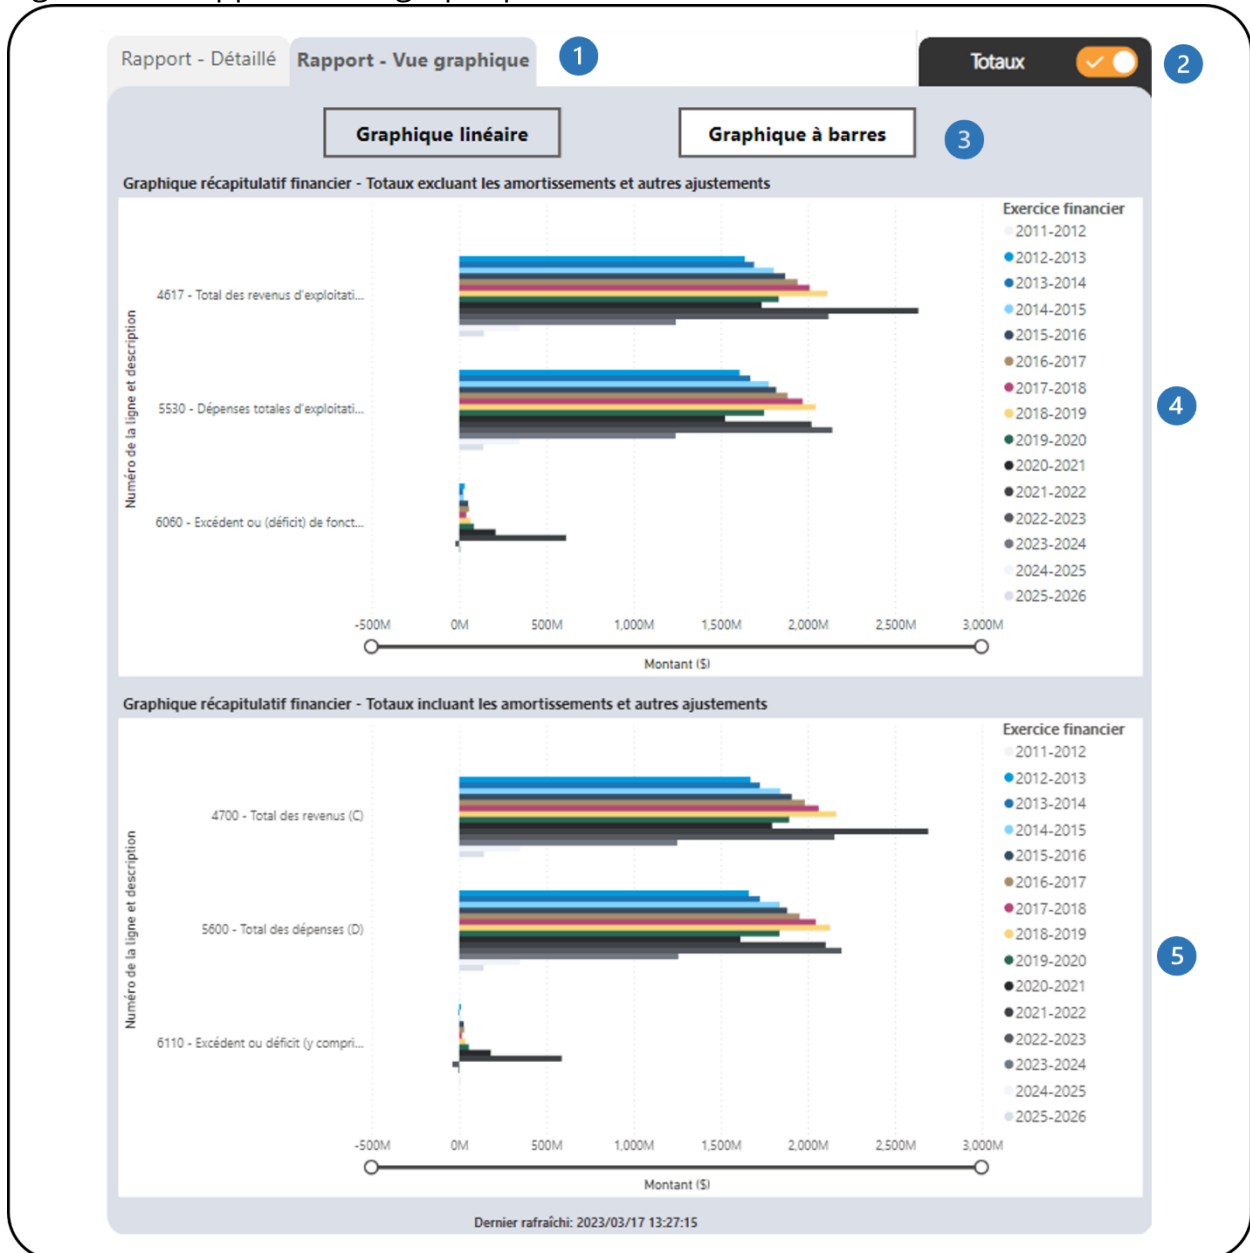 Rapport - Détaillé
Rapport - Vue graphique
1
Totaux
2
Graphique linéaire
Graphique à barres
3
Graphique récapitulatif financier - Totaux excluant les amortissements et autres ajustements
Numéro de la ligne et description
4617 - Total des revenus d'exploitati...
5530 - Dépenses totales d'exploitati...
6060 - Excédent ou (déficit) de fonct...
-500M
0M
500M
1,000M
1,500M
2,000M
2,500M
3,000M
Montant ($)
Exercice financier
2011-2012
2012-2013
2013-2014
2014-2015
2015-2016
2016-2017
2017-2018
2018-2019
2019-2020
2020-2021
2021-2022
2022-2023
2023-2024
2024-2025
2025-2026
4
Graphique récapitulatif financier - Totaux incluant les amortissements et autres ajustements
Numéro de la ligne et description
4700 - Total des revenus (C)
5600 - Total des dépenses (D)
6110 - Excédent ou déficit (y compri...
-500M
0M
500M
1,000M
1,500M
2,000M
2,500M
3,000M
Montant ($)
Exercice financier
2011-2012
2012-2013
2013-2014
2014-2015
2015-2016
2016-2017
2017-2018
2018-2019
2019-2020
2020-2021
2021-2022
2022-2023
2023-2024
2024-2025
2025-2026
5
Dernier rafraîchi: 2023/03/17 13:27:15